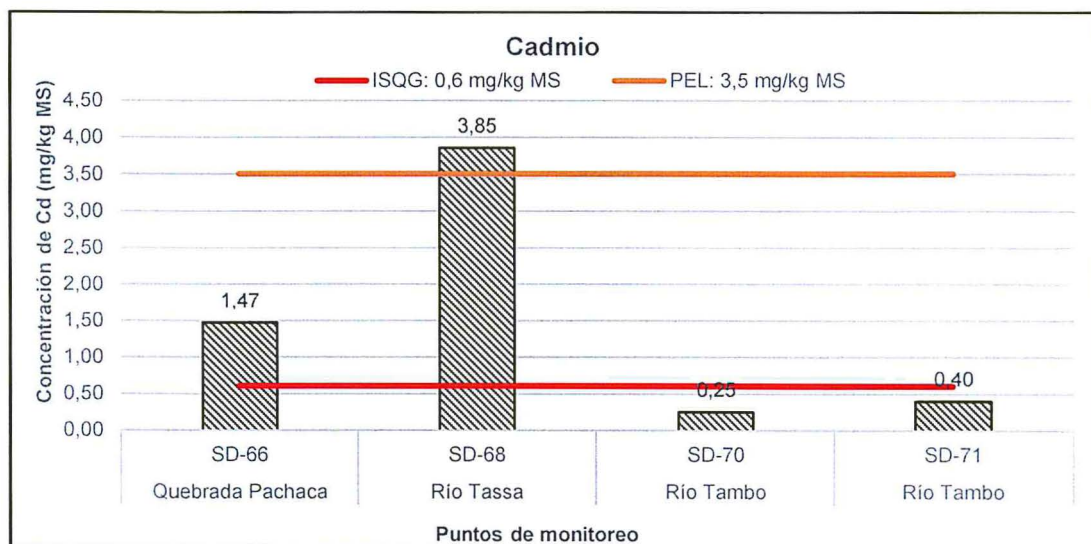 Cadmio
ISQG: 0,6 mg/kg MS PEL: 3,5 mg/kg MS
Concentración de Cd (mg/kg MS)
4,50
4,00
3,50
3,00
2,50
2,00
1,50
1,00
0,50
0,00
1,47
3,85
0,25
0,40
SD-66 SD-68 SD-70 SD-71
Quebrada Pachaca Río Tassa Río Tambo Río Tambo
Puntos de monitoreo